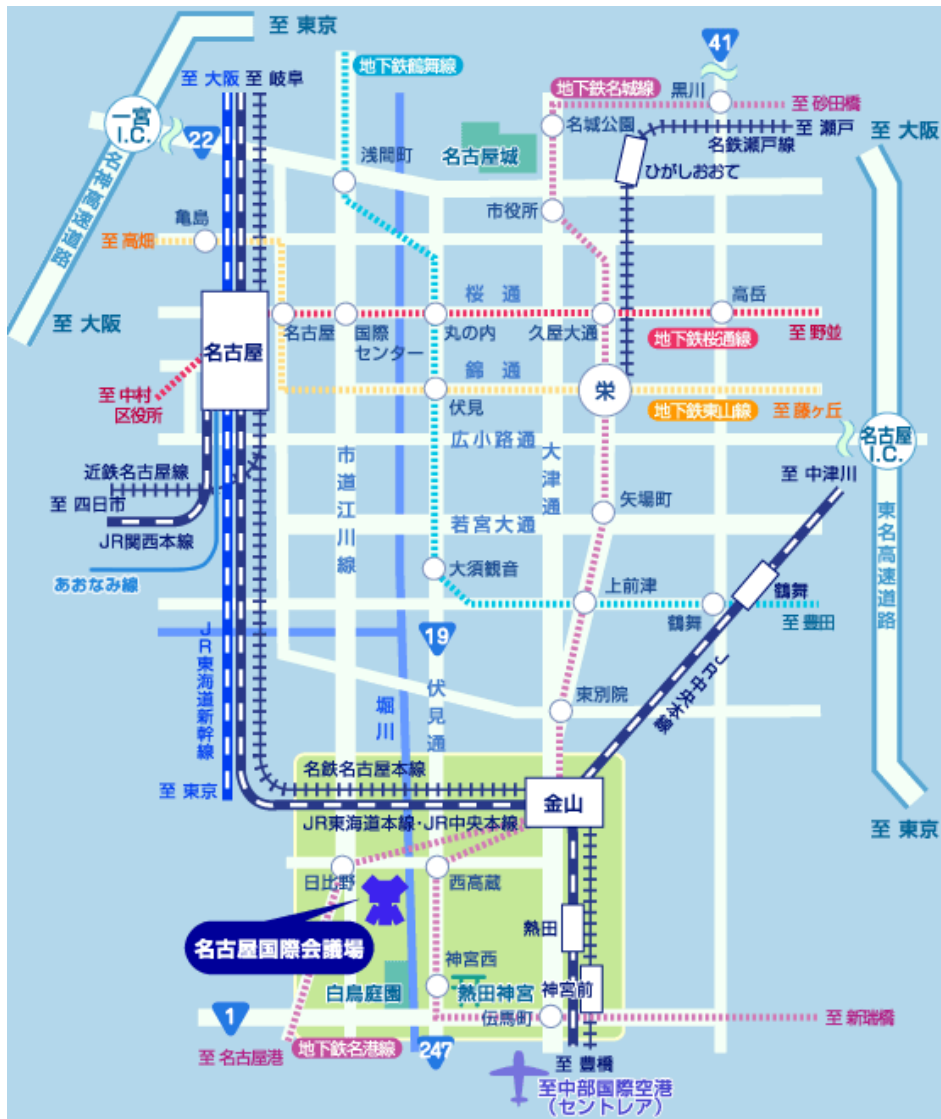 至 東京
41
至 大阪
至 岐阜
地下鉄鶴舞線
地下鉄名城線
黒川
至 砂田橋
一宮
I.C.
22
名城公園
至 瀬戸
名鉄瀬戸線
至 大阪
浅間町
名古屋城
ひがしおおて
名神高速道路
亀島
市役所
至 高畑
桜 通
高岳
至 大阪
名古屋
名古屋
国際
センター
丸の内
久屋大通
地下鉄桜通線
至 野並
錦 通
至 中村
区役所
伏見
栄
地下鉄東山線
至 藤ヶ丘
広小路通
名古屋
I.C.
近鉄名古屋線
至 四日市
JR関西本線
市道江川線
大津通
矢場町
至 中津川
若宮大通
東名高速道路
あおなみ線
大須観音
上前津
鶴舞
鶴舞
至 豊田
JR東海道新幹線
19
堀川
伏見通
東別院
JR中央本線
名鉄名古屋本線
至 東京
金山
JR東海道本線・JR中央本線
至 東京
日比野
西高蔵
名古屋国際会議場
熱田
神宮西
白鳥庭園
熱田神宮
神宮前
1
伝馬町
至 新瑞橋
至 名古屋港
地下鉄名港線
247
至 豊橋
至中部国際空港
(セントレア)